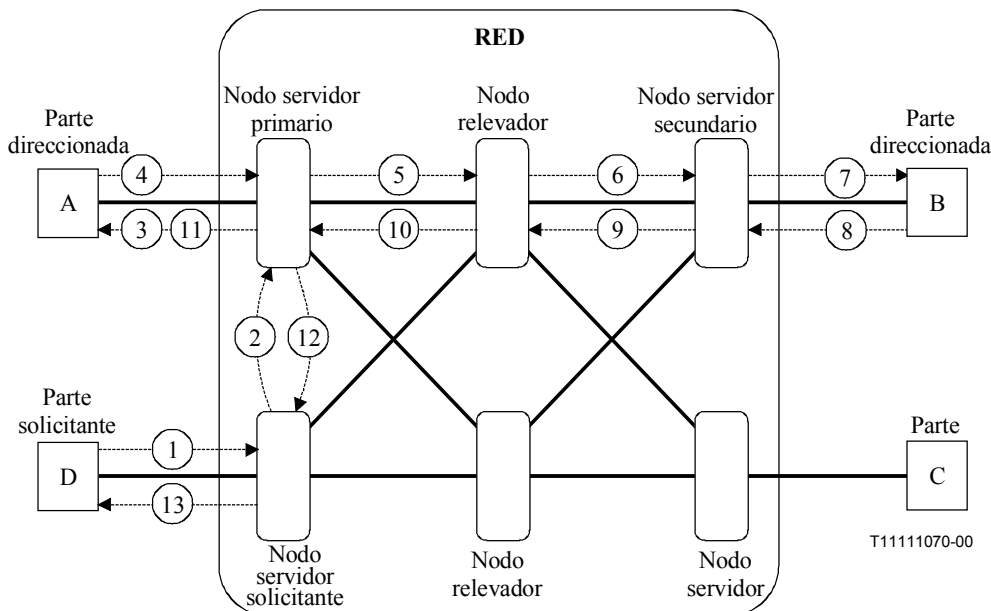 RED
Nodo servidor
primario
Nodo
relevador
Nodo servidor
secundario
Parte
direccionada
Parte
direccionada
A
4
5
6
7
B
3
11
10
9
8
2
12
Parte
solicitante
D
1
13
Parte
C
Nodo
servidor
solicitante
Nodo
relevador
Nodo
servidor
T11111070-00